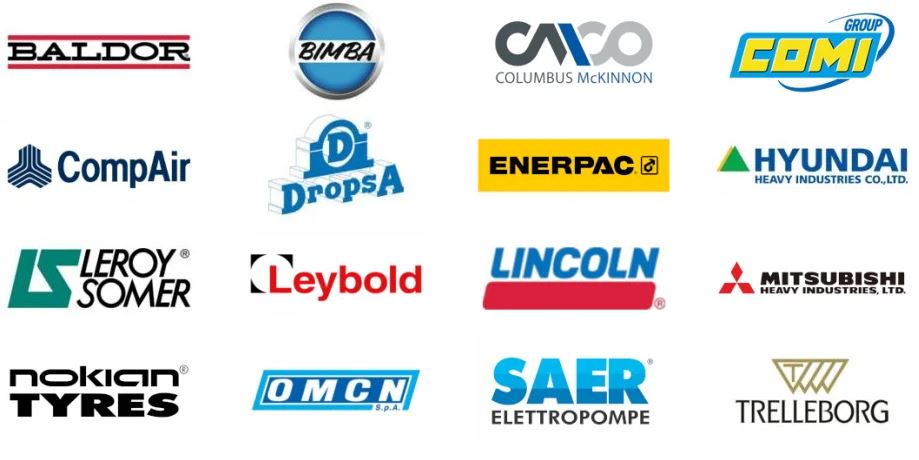 BALDOR
BIMBA
CMCO
COLUMBUS McKINNON
GROUP
COMI
CompAir
D
®
DropsA
ENERPAC
HYUNDAI
HEAVY INDUSTRIES CO.,LTD.
LEROY ®
SOMER
Leybold
LINCOLN
®
MITSUBISHI
HEAVY INDUSTRIES, LTD.
nokian ®
TYRES
OMCN
S.p.A.
SAER ®
ELETTROPOMPE
T
TRELLEBORG